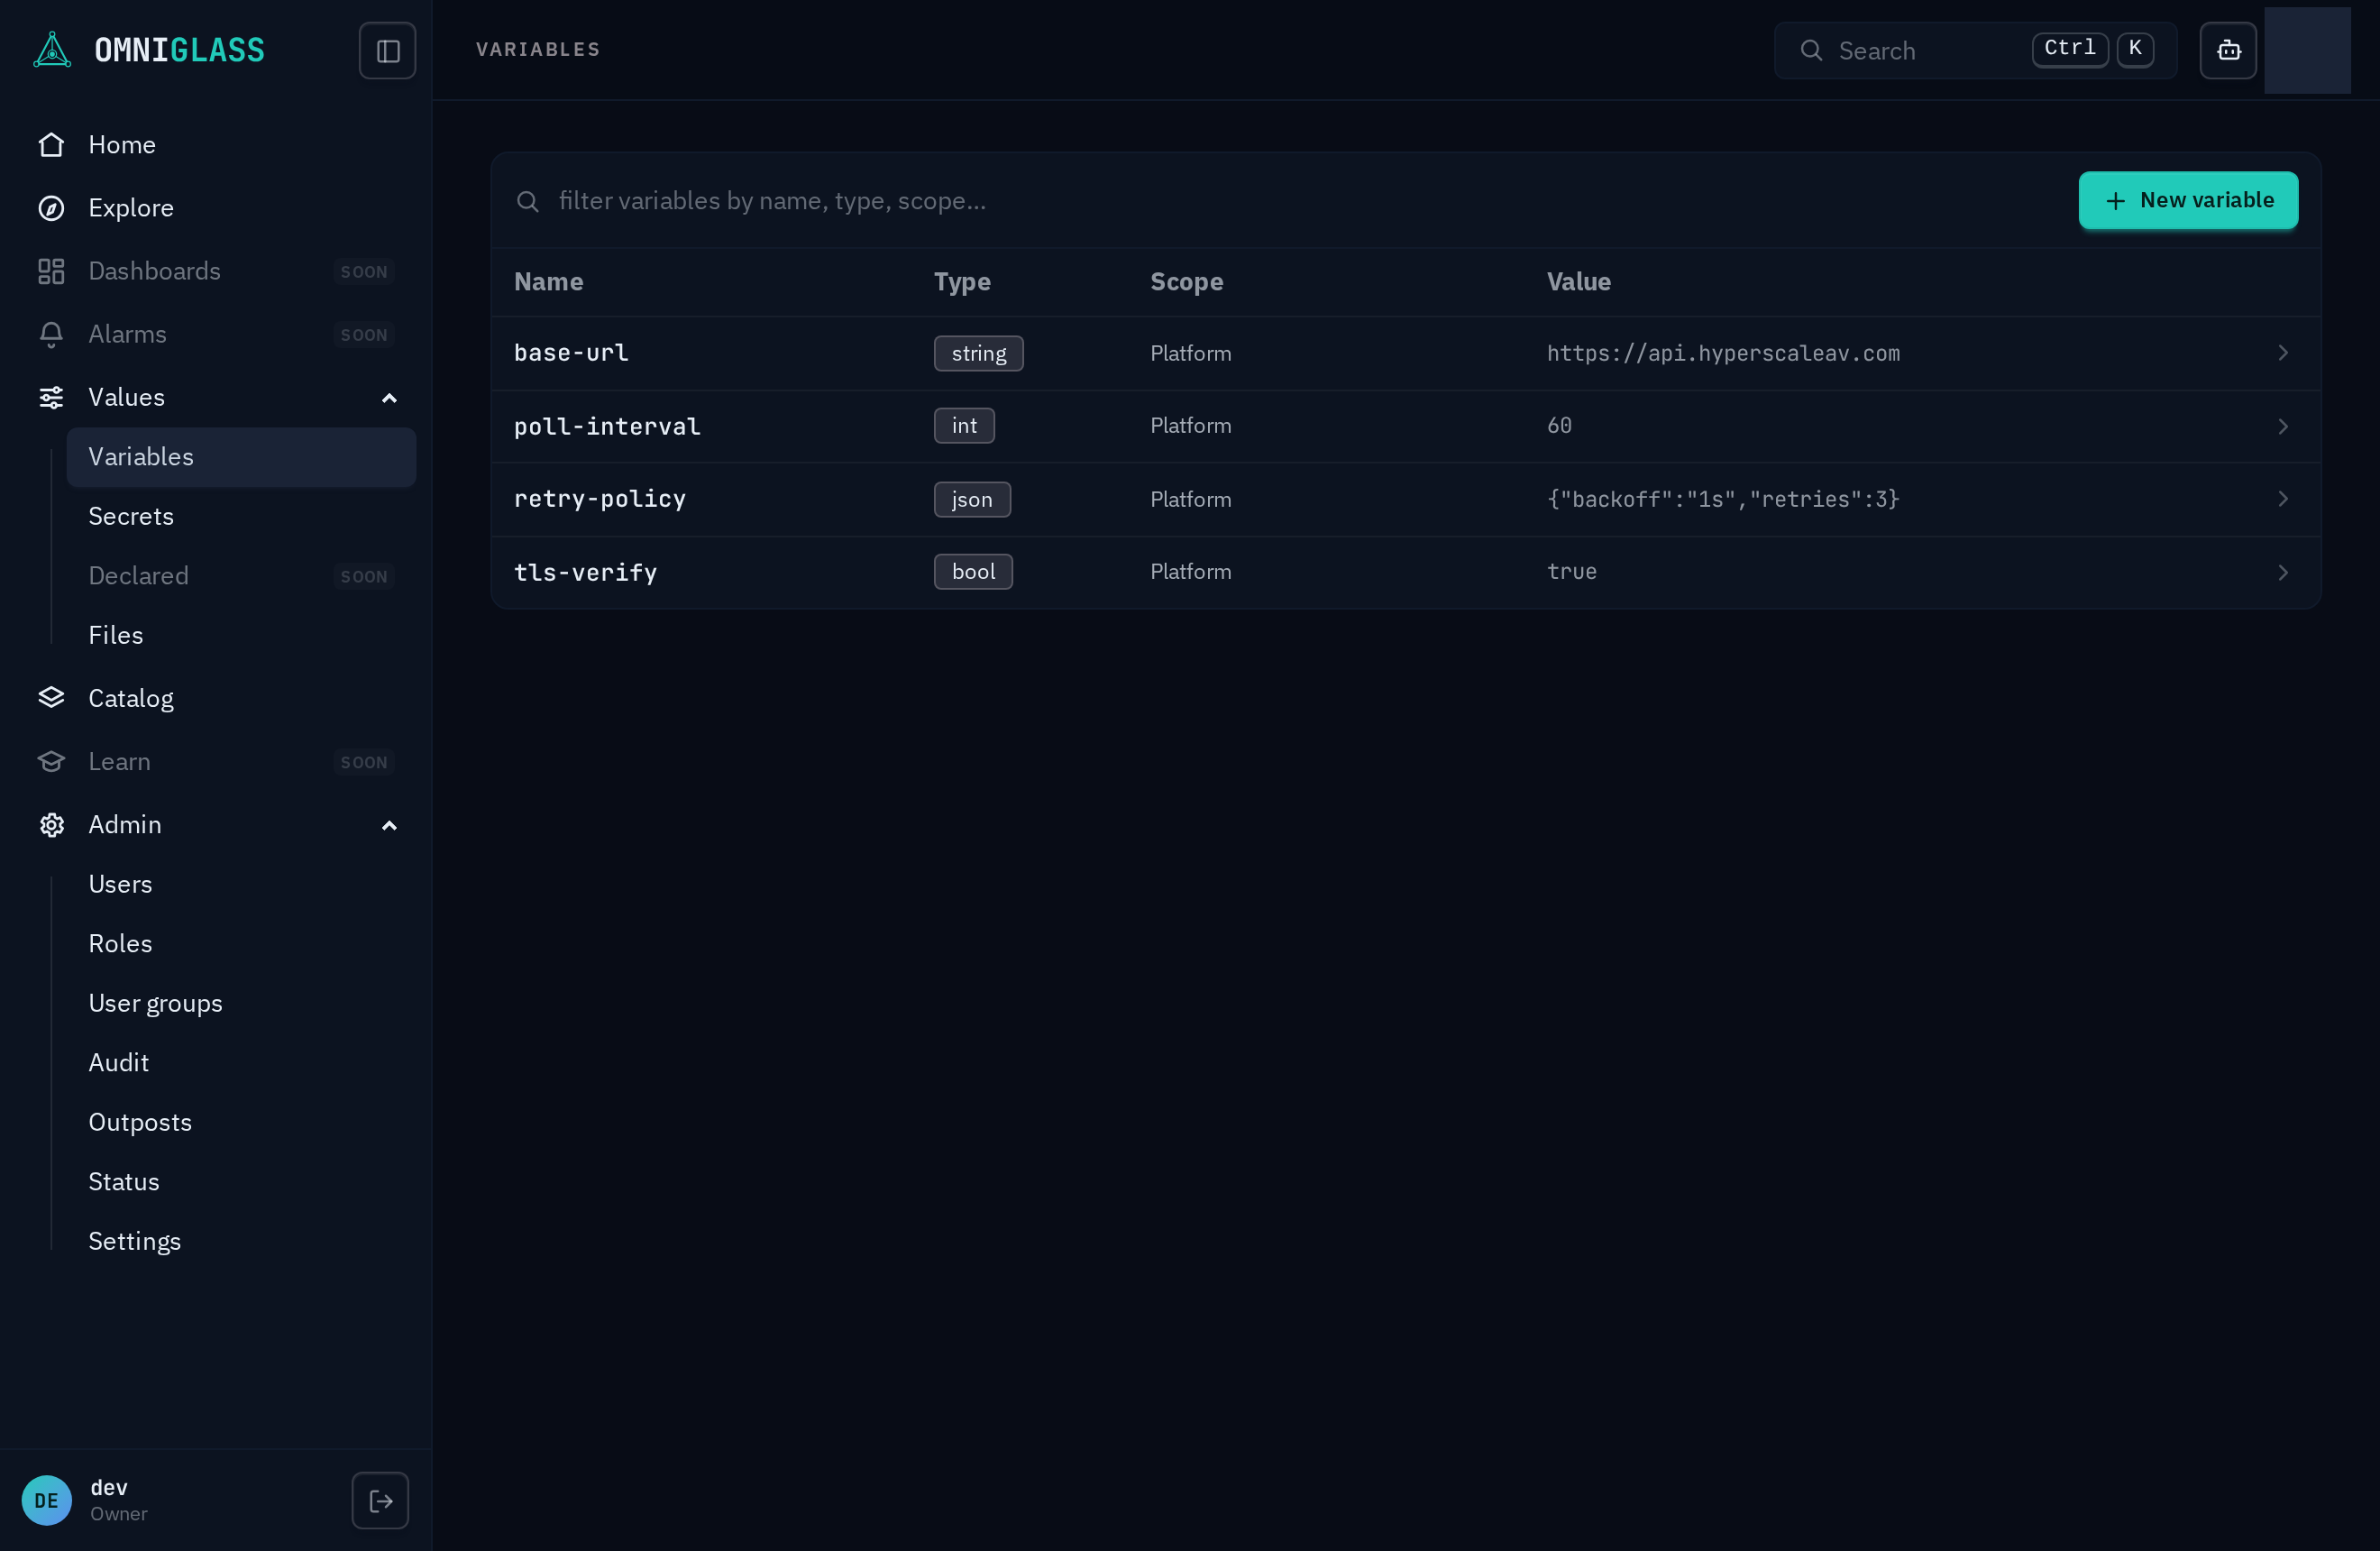 OMNIGLASS
VARIABLES
Search Ctrl K
Home
Explore
Dashboards SOON
Alarms SOON
Values
Variables
Secrets
Declared SOON
Files
Catalog
Learn SOON
Admin
Users
Roles
User groups
Audit
Outposts
Status
Settings
DE
dev
Owner
filter variables by name, type, scope...
+ New variable
Name Type Scope Value
base-url string Platform https://api.hyperscaleav.com
poll-interval int Platform 60
retry-policy json Platform {"backoff":"1s","retries":3}
tls-verify bool Platform true